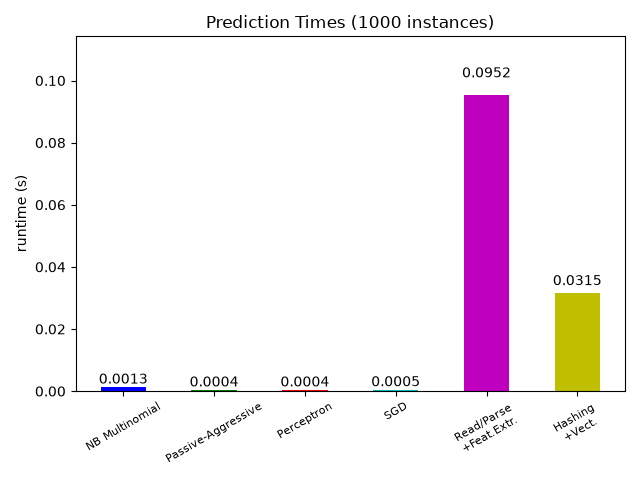 Prediction Times (1000 instances)
runtime (s)
0.10
0.08
0.06
0.04
0.02
0.00
0.0013
0.0004
0.0004
0.0005
0.0952
0.0315
NB Multinomial
Passive-Aggressive
Perceptron
SGD
Read/Parse
+Feat.Extr.
Hashing
+Vect.